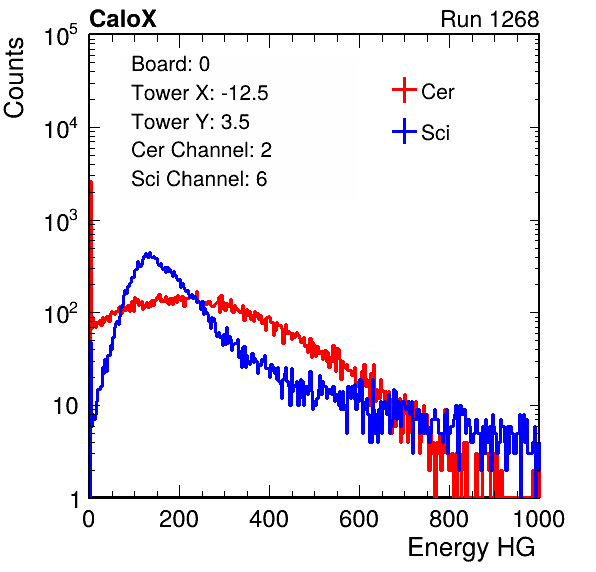 CaloX Run 1268
Counts
10^5
10^4
10^3
10^2
10
1
Board: 0
Tower X: -12.5
Tower Y: 3.5
Cer Channel: 2
Sci Channel: 6
Cer
Sci
0 200 400 600 800 1000
Energy HG